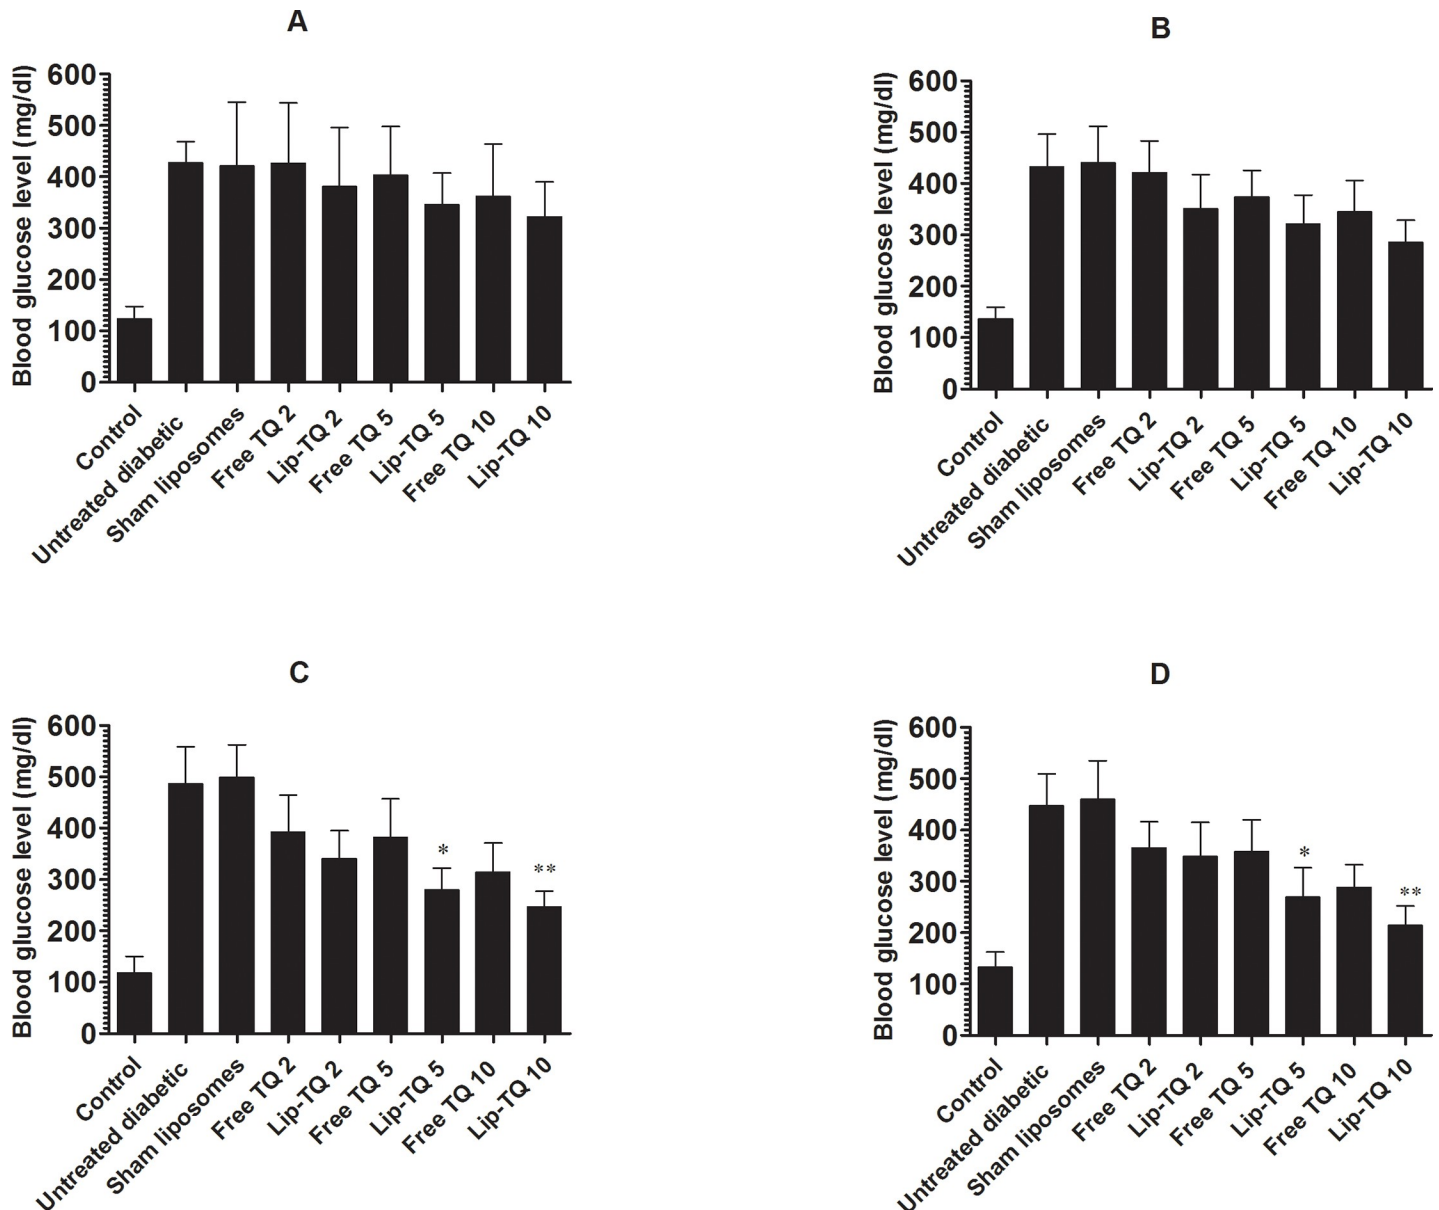 A
Blood glucose level (mg/dl)
600
500
400
300
200
100
0
Control
Untreated diabetic
Sham liposomes
Free TQ 2
Lip-TQ 2
Free TQ 5
Lip-TQ 5
Free TQ 10
Lip-TQ 10
B
Blood glucose level (mg/dl)
600
500
400
300
200
100
0
Control
Untreated diabetic
Sham liposomes
Free TQ 2
Lip-TQ 2
Free TQ 5
Lip-TQ 5
Free TQ 10
Lip-TQ 10
C
Blood glucose level (mg/dl)
600
500
400
300
200
100
0
*
**
Control
Untreated diabetic
Sham liposomes
Free TQ 2
Lip-TQ 2
Free TQ 5
Lip-TQ 5
Free TQ 10
Lip-TQ 10
D
Blood glucose level (mg/dl)
600
500
400
300
200
100
0
*
**
Control
Untreated diabetic
Sham liposomes
Free TQ 2
Lip-TQ 2
Free TQ 5
Lip-TQ 5
Free TQ 10
Lip-TQ 10